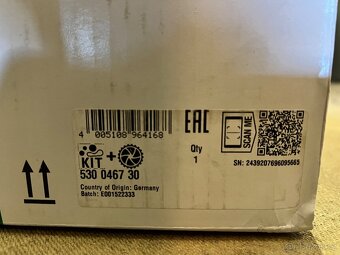 4 005108 964168
EAC
SCAN ME
KIT +
Qty
1
530 0467 30
SN: 2439207696095665
Country of Origin: Germany
Batch: E001522333